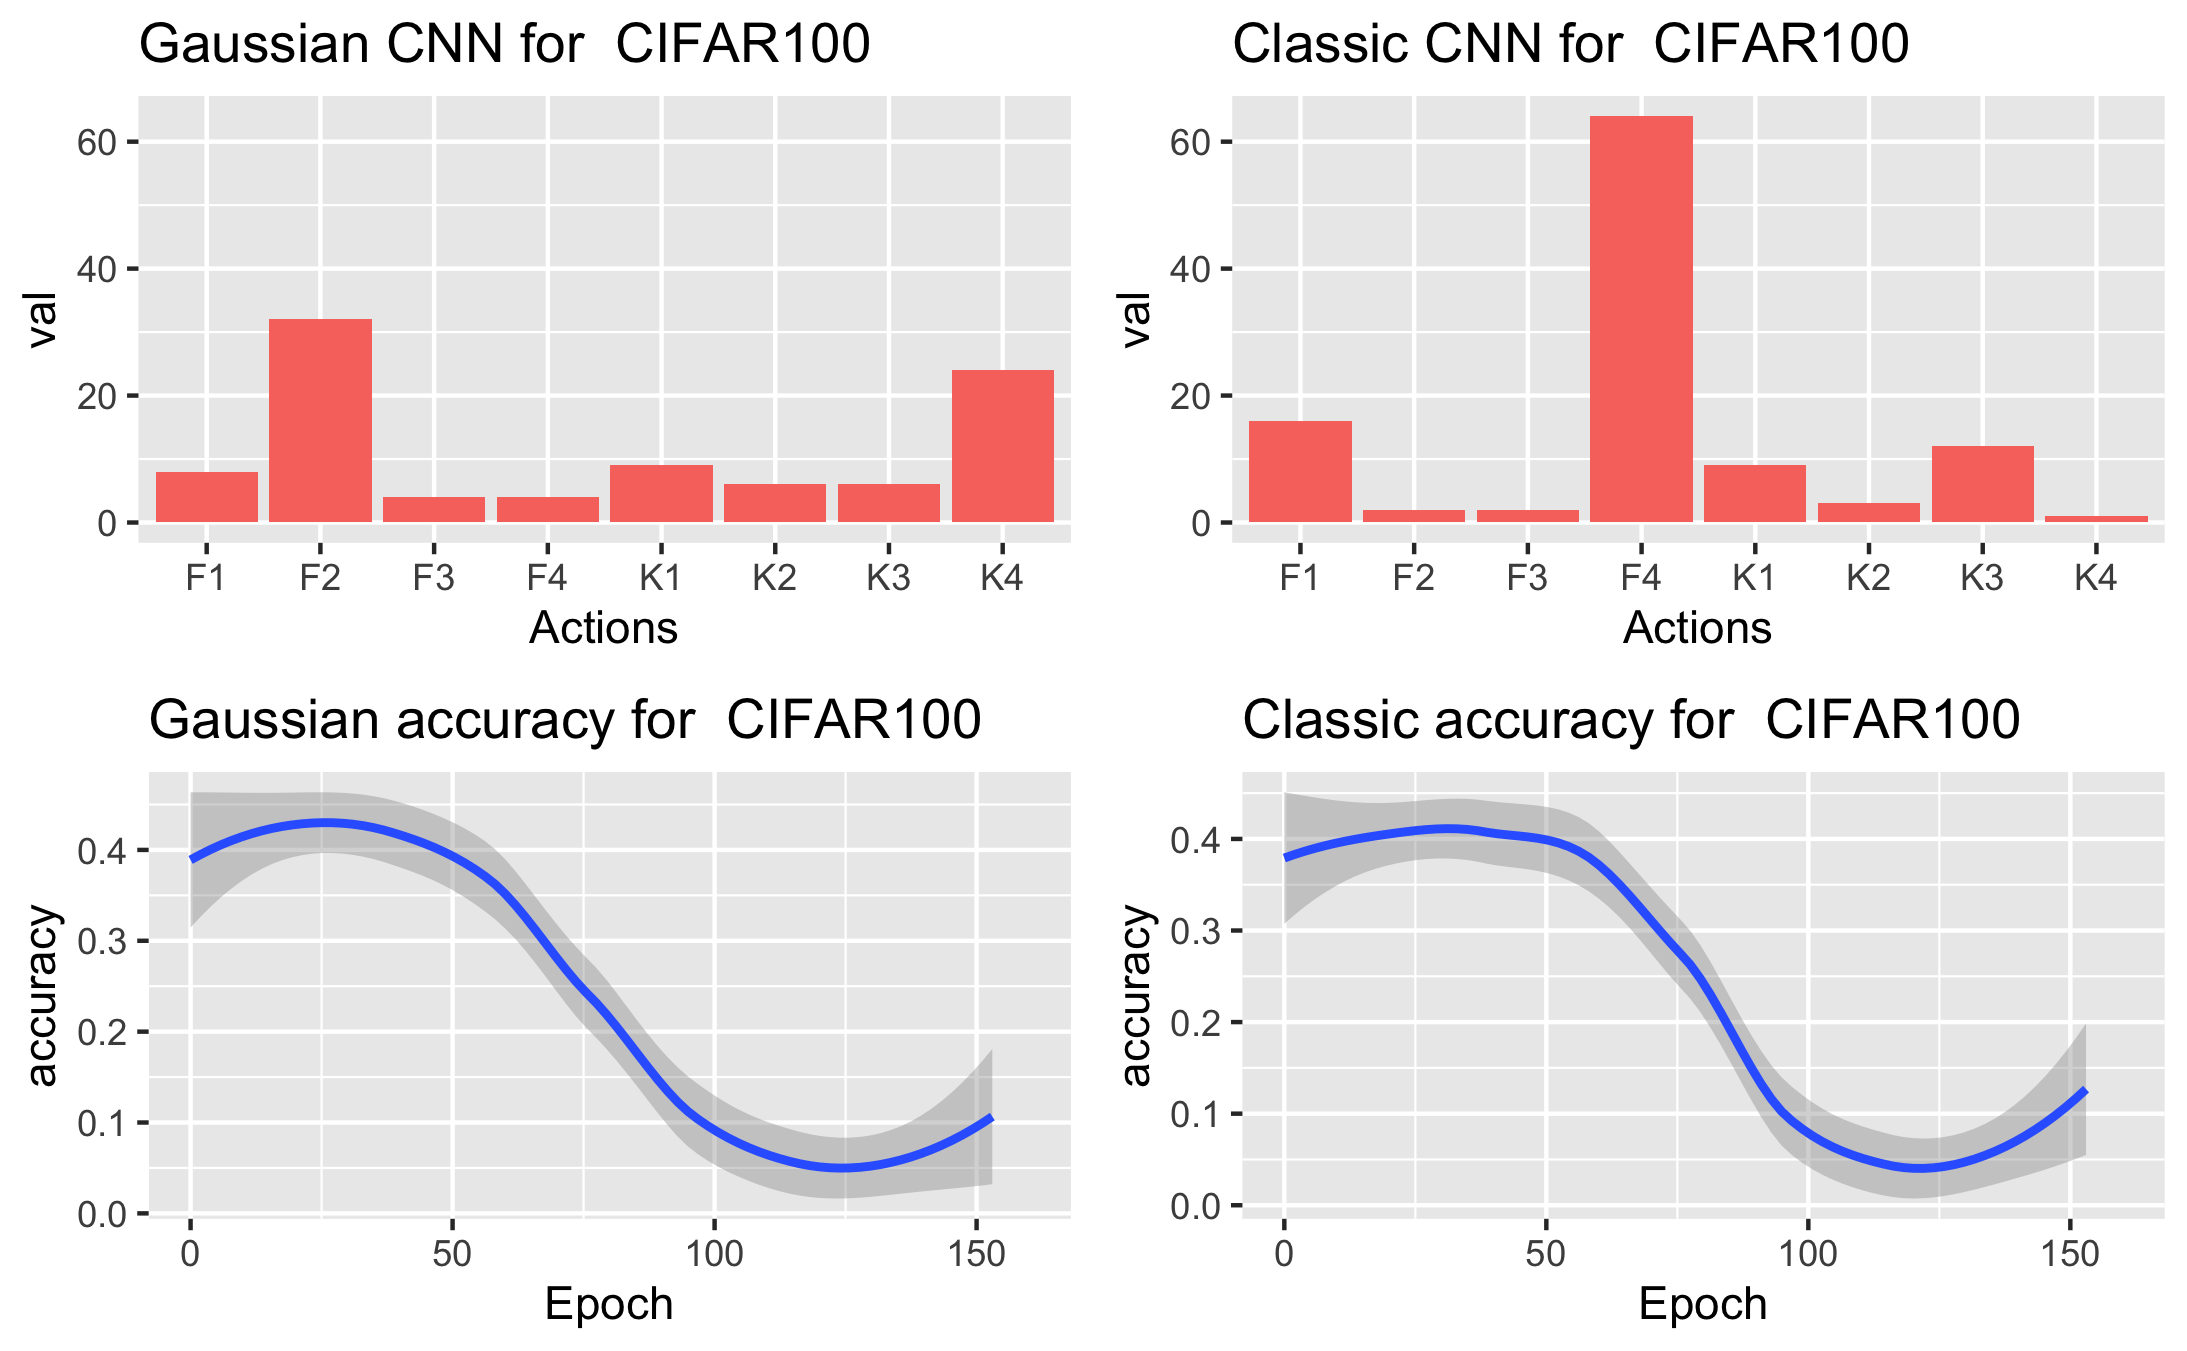 Gaussian CNN for  CIFAR100
60
40
20
0
val
F1 F2 F3 F4 K1 K2 K3 K4
Actions
Classic CNN for  CIFAR100
60
40
20
0
val
F1 F2 F3 F4 K1 K2 K3 K4
Actions
Gaussian accuracy for  CIFAR100
0.4
0.3
0.2
0.1
0.0
accuracy
0 50 100 150
Epoch
Classic accuracy for  CIFAR100
0.4
0.3
0.2
0.1
0.0
accuracy
0 50 100 150
Epoch